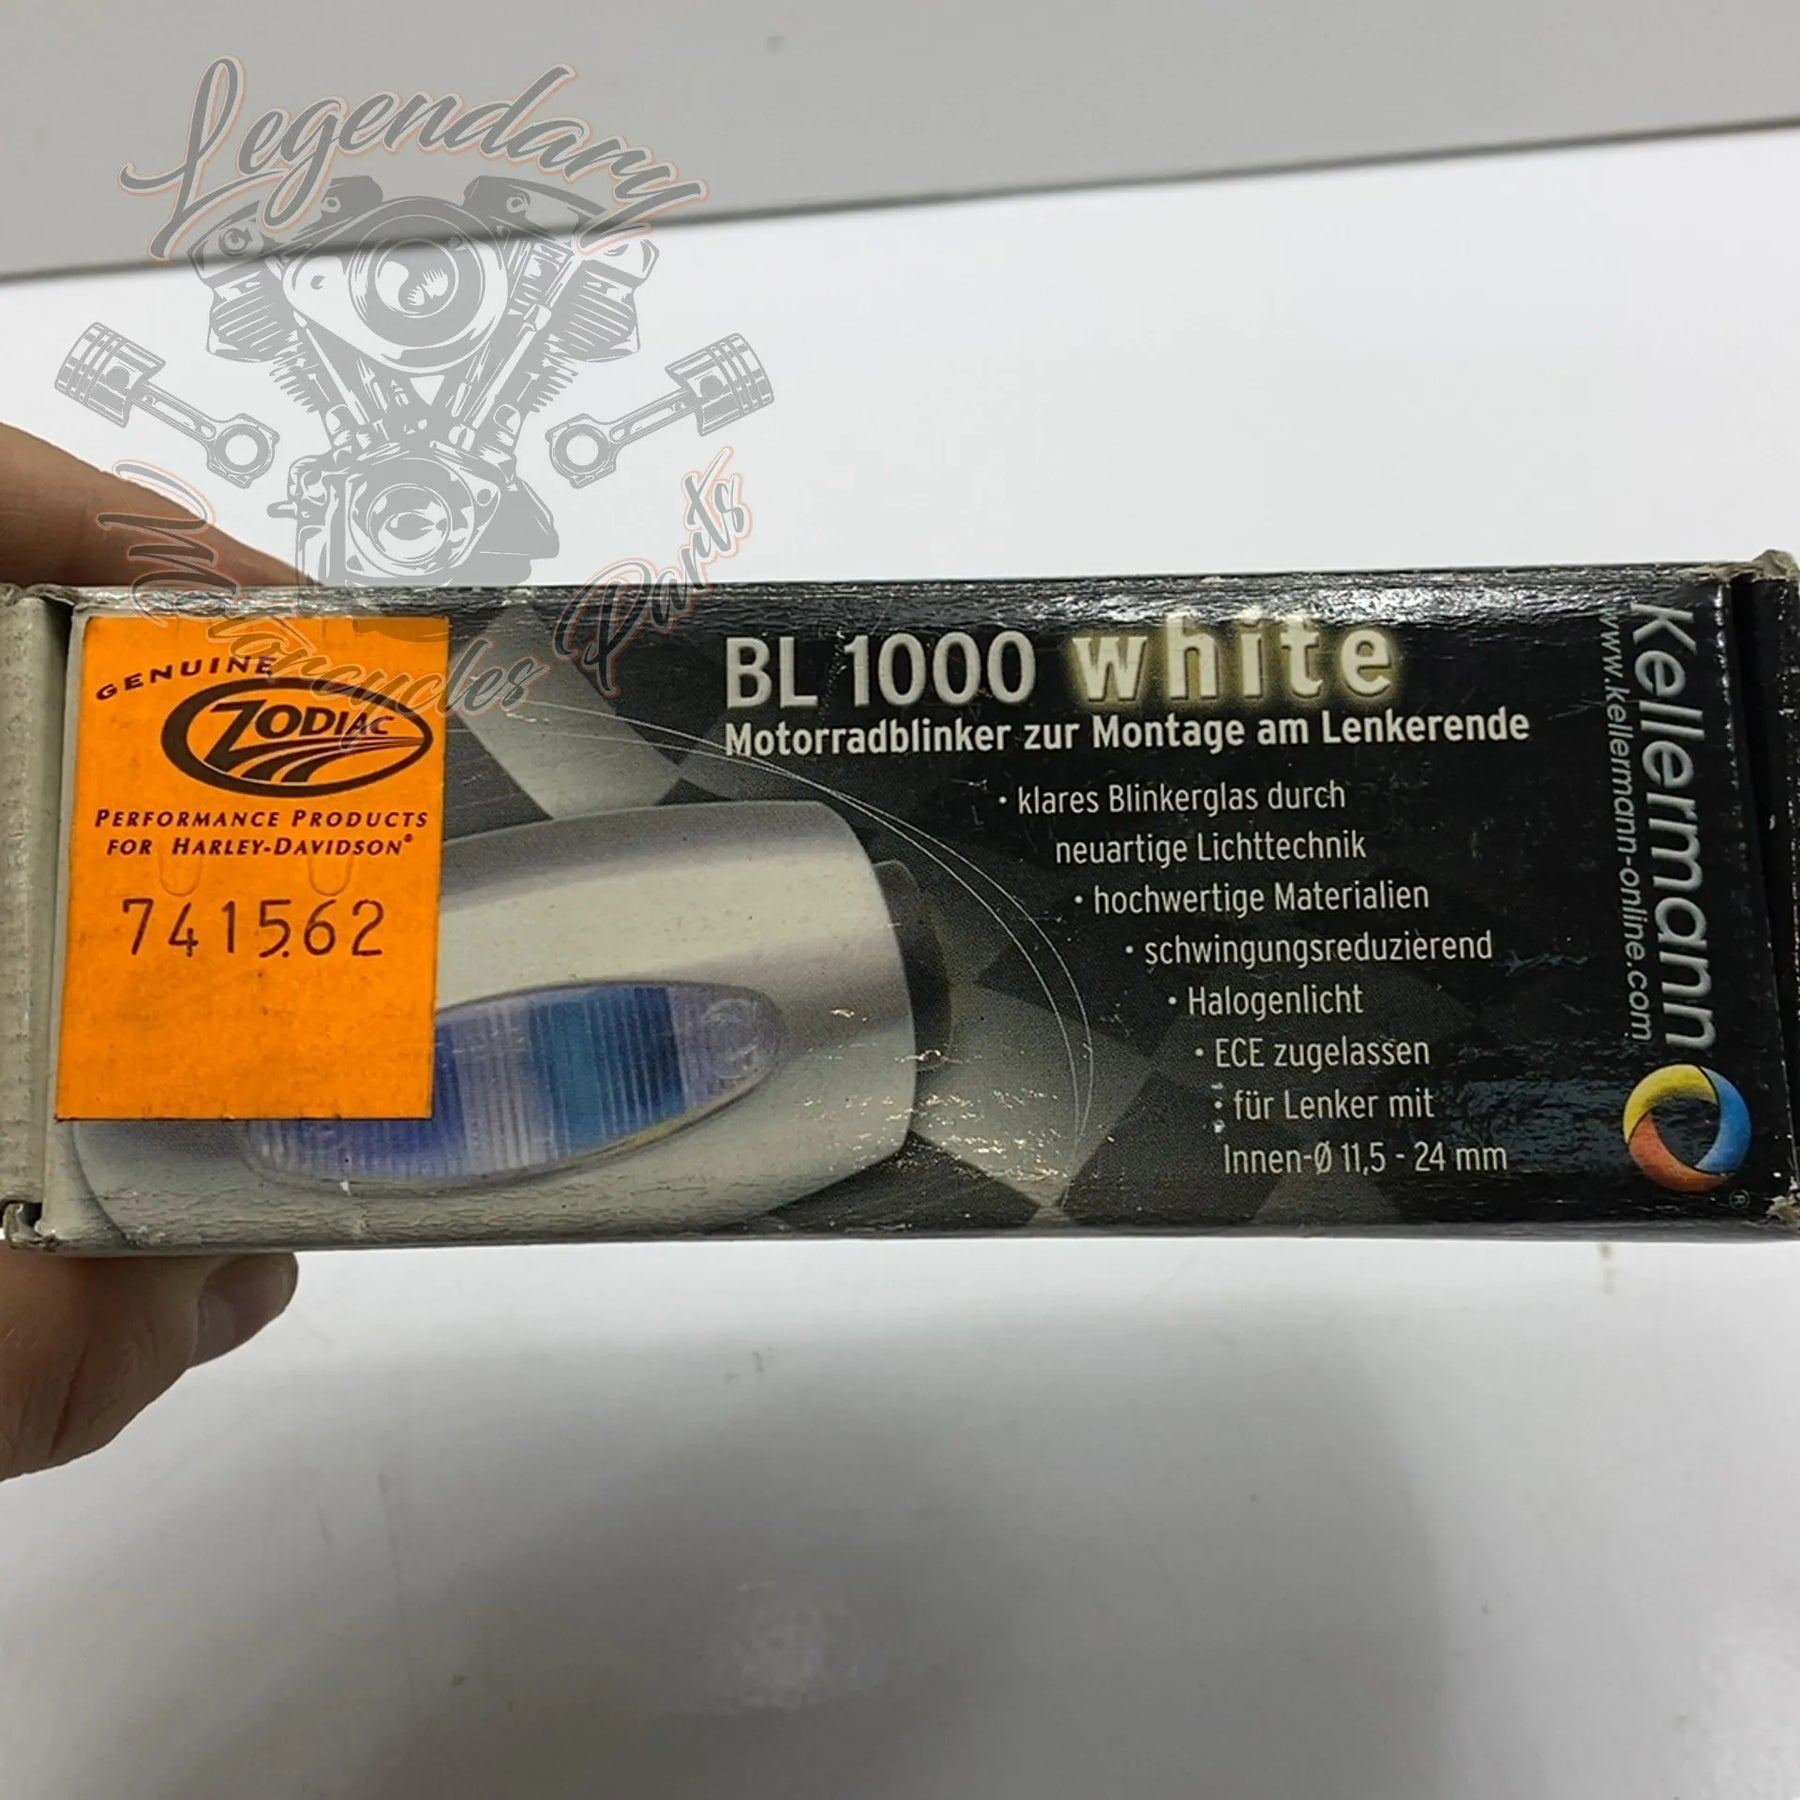 Legendary
Motorcycles Parts
GENUINE
ZODIAC
PERFORMANCE PRODUCTS
FOR HARLEY-DAVIDSON®
741562
BL 1000 white
Motorradblinker zur Montage am Lenkerende
• klares Blinkerglas durch
neuartige Lichttechnik
• hochwertige Materialien
• schwingungsreduzierend
• Halogenlicht
• ECE zugelassen
• für Lenker mit
Innen-Ø 11,5 - 24 mm
Kellermann
www.kellermann-online.com
®